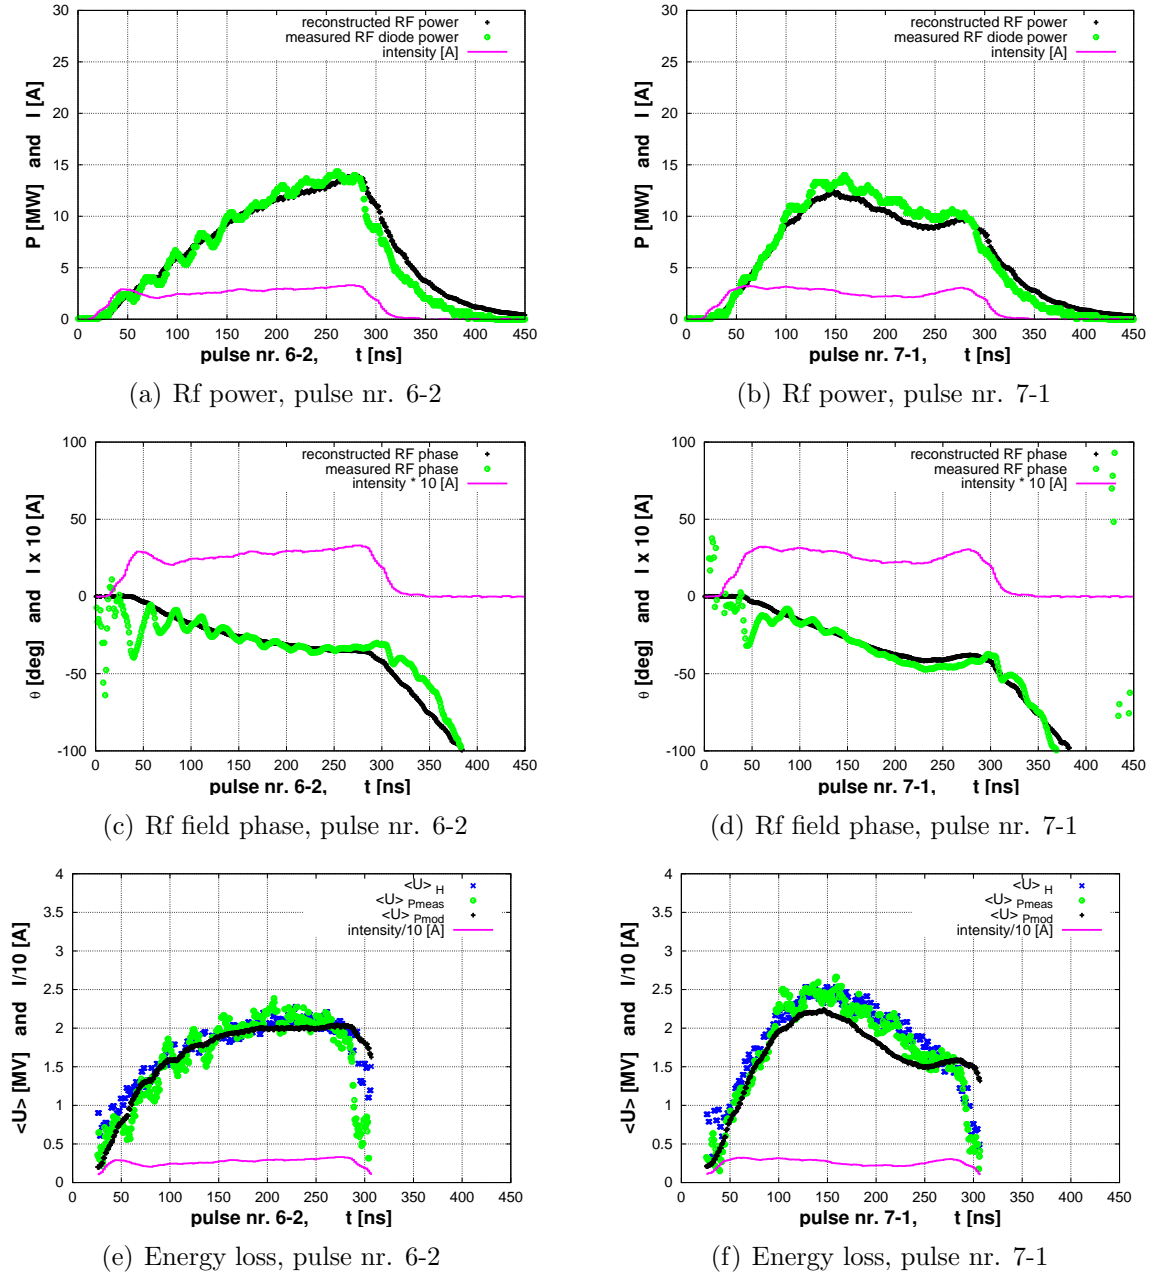 30
25
20
15
10
5
0
0 50 100 150 200 250 300 350 400 450
P [MW] and I [A]
pulse nr. 6-2, t [ns]
reconstructed RF power
measured RF diode power
intensity [A]
(a) Rf power, pulse nr. 6-2
30
25
20
15
10
5
0
0 50 100 150 200 250 300 350 400 450
P [MW] and I [A]
pulse nr. 7-1, t [ns]
reconstructed RF power
measured RF diode power
intensity [A]
(b) Rf power, pulse nr. 7-1
100
50
0
-50
-100
0 50 100 150 200 250 300 350 400 450
θ [deg] and I x 10 [A]
pulse nr. 6-2, t [ns]
reconstructed RF phase
measured RF phase
intensity * 10 [A]
(c) Rf field phase, pulse nr. 6-2
100
50
0
-50
-100
0 50 100 150 200 250 300 350 400 450
θ [deg] and I x 10 [A]
pulse nr. 7-1, t [ns]
reconstructed RF phase
measured RF phase
intensity * 10 [A]
(d) Rf field phase, pulse nr. 7-1
4
3.5
3
2.5
2
1.5
1
0.5
0
0 50 100 150 200 250 300 350 400 450
<U> [MV] and I/10 [A]
pulse nr. 6-2, t [ns]
<U> H
<U> Pmeas
<U> Pmod
intensity/10 [A]
(e) Energy loss, pulse nr. 6-2
4
3.5
3
2.5
2
1.5
1
0.5
0
0 50 100 150 200 250 300 350 400 450
<U> [MV] and I/10 [A]
pulse nr. 7-1, t [ns]
<U> H
<U> Pmeas
<U> Pmod
intensity/10 [A]
(f) Energy loss, pulse nr. 7-1